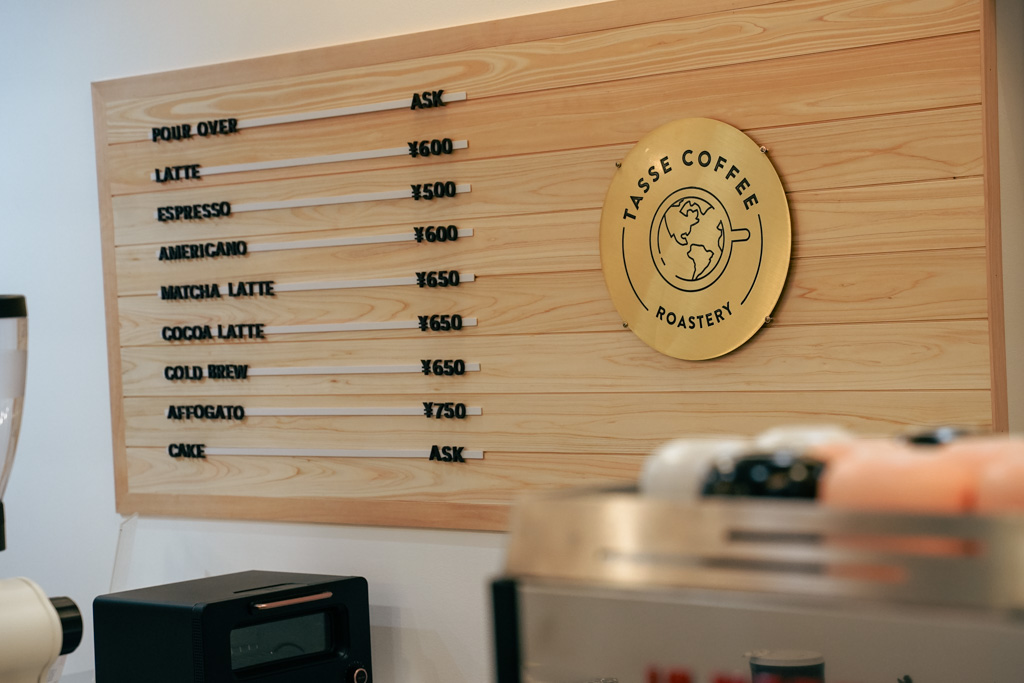 POUR OVER ASK
LATTE ¥600
ESPRESSO ¥500
AMERICANO ¥600
MATCHA LATTE ¥650
COCOA LATTE ¥650
COLD BREW ¥650
AFFOGATO ¥750
CAKE ASK
TASSE COFFEE
ROASTERY